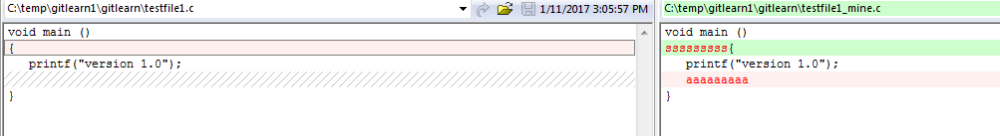 C:\temp\gitlearn1\gitlearn\testfile1.c
1/11/2017 3:05:57 PM
void main ()
{
printf("version 1.0");
}
C:\temp\gitlearn1\gitlearn\testfile1_mine.c
void main ()
sssssssss{
printf("version 1.0");
aaaaaaaaa
}